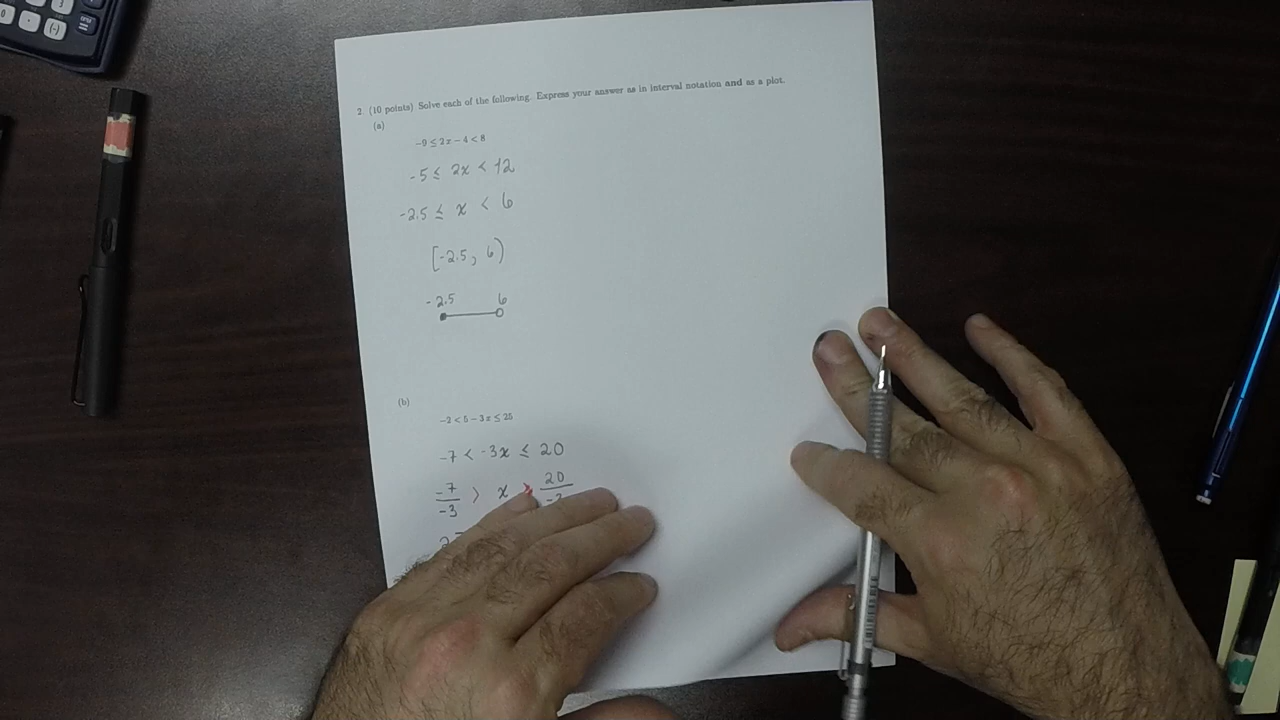 2 (10 points) Solve each of the following. Express your answer as in interval notation and as a plot.
(a)
-9 ≤ 2x - 4 < 8
-5 ≤ 2x < 12
-2.5 ≤ x < 6
[-2.5, 6)
-2.5 6
(b)
-2 < 5 - 3x ≤ 25
-7 < -3x ≤ 20
-7/-3 > x ≥ 20/-3